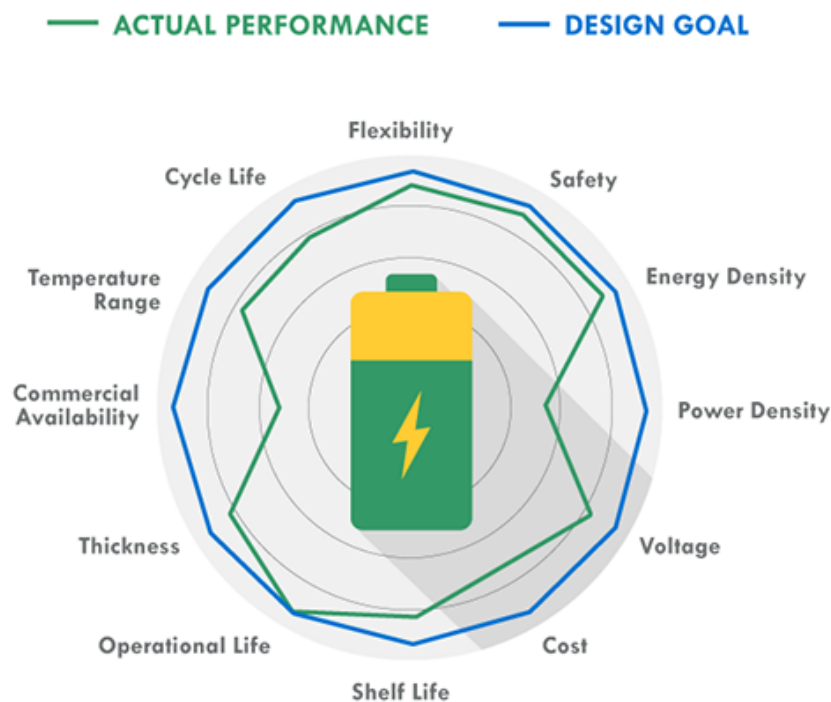 ACTUAL PERFORMANCE
DESIGN GOAL
Flexibility
Cycle Life
Safety
Temperature
Range
Energy Density
Commercial
Availability
Power Density
Thickness
Voltage
Operational Life
Cost
Shelf Life